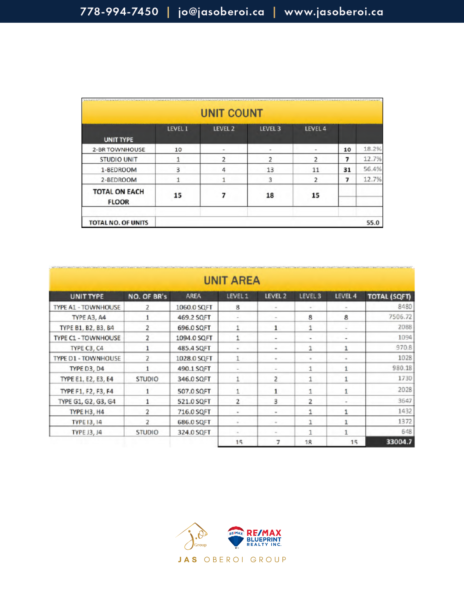 778-994-7450 | jo@jasoberoi.ca | www.jasoberoi.ca
UNIT COUNT
LEVEL 1 LEVEL 2 LEVEL 3 LEVEL 4
UNIT TYPE
2-BR TOWNHOUSE 10 - - - 10 18.2%
STUDIO UNIT 1 2 2 2 7 12.7%
1-BEDROOM 3 4 13 11 31 56.4%
2-BEDROOM 1 1 3 2 7 12.7%
TOTAL ON EACH FLOOR 15 7 18 15
TOTAL NO. OF UNITS 55.0
UNIT AREA
UNIT TYPE NO. OF BR's AREA LEVEL 1 LEVEL 2 LEVEL 3 LEVEL 4 TOTAL (SQFT)
TYPE A1 - TOWNHOUSE 2 1060.0 SQFT 8 - - - 8480
TYPE A3, A4 1 469.2 SQFT - - 8 8 7506.72
TYPE B1, B2, B3, B4 2 696.0 SQFT 1 1 1 - 2088
TYPE C1 - TOWNHOUSE 2 1094.0 SQFT 1 - - - 1094
TYPE C3, C4 1 485.4 SQFT - - 1 1 970.8
TYPE D1 - TOWNHOUSE 2 1028.0 SQFT 1 - - - 1028
TYPE D3, D4 1 490.1 SQFT - - 1 1 980.18
TYPE E1, E2, E3, E4 STUDIO 346.0 SQFT 1 2 1 1 1730
TYPE F1, F2, F3, F4 1 507.0 SQFT 1 1 1 1 2028
TYPE G1, G2, G3, G4 1 521.0 SQFT 2 3 2 - 3647
TYPE H3, H4 2 716.0 SQFT - - 1 1 1432
TYPE I3, I4 2 686.0 SQFT - - 1 1 1372
TYPE J3, J4 STUDIO 324.0 SQFT - - 1 1 648
15 7 18 15 33004.7
RE/MAX
BLUEPRINT
REALTY INC.
JAS OBEROI GROUP